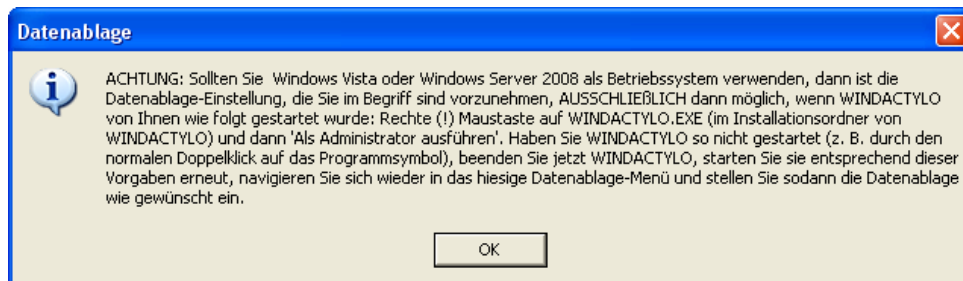 Datenablage
ACHTUNG: Sollten Sie  Windows Vista oder Windows Server 2008 als Betriebssystem verwenden, dann ist die
Datenablage-Einstellung, die Sie im Begriff sind vorzunehmen, AUSSCHLIEßLICH dann möglich, wenn WINDACTYLO
von Ihnen wie folgt gestartet wurde: Rechte (!) Maustaste auf WINDACTYLO.EXE (im Installationsordner von
WINDACTYLO) und dann 'Als Administrator ausführen'. Haben Sie WINDACTYLO so nicht gestartet (z. B. durch den
normalen Doppelklick auf das Programmsymbol), beenden Sie jetzt WINDACTYLO, starten Sie sie entsprechend dieser
Vorgaben erneut, navigieren Sie sich wieder in das hiesige Datenablage-Menü und stellen Sie sodann die Datenablage
wie gewünscht ein.
OK